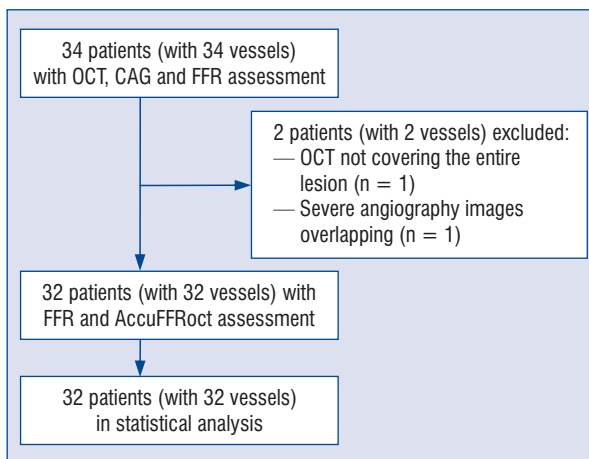 34 patients (with 34 vessels)
with OCT, CAG and FFR assessment
2 patients (with 2 vessels) excluded:
— OCT not covering the entire
lesion (n = 1)
— Severe angiography images
overlapping (n = 1)
32 patients (with 32 vessels) with
FFR and AccuFFRoct assessment
32 patients (with 32 vessels)
in statistical analysis